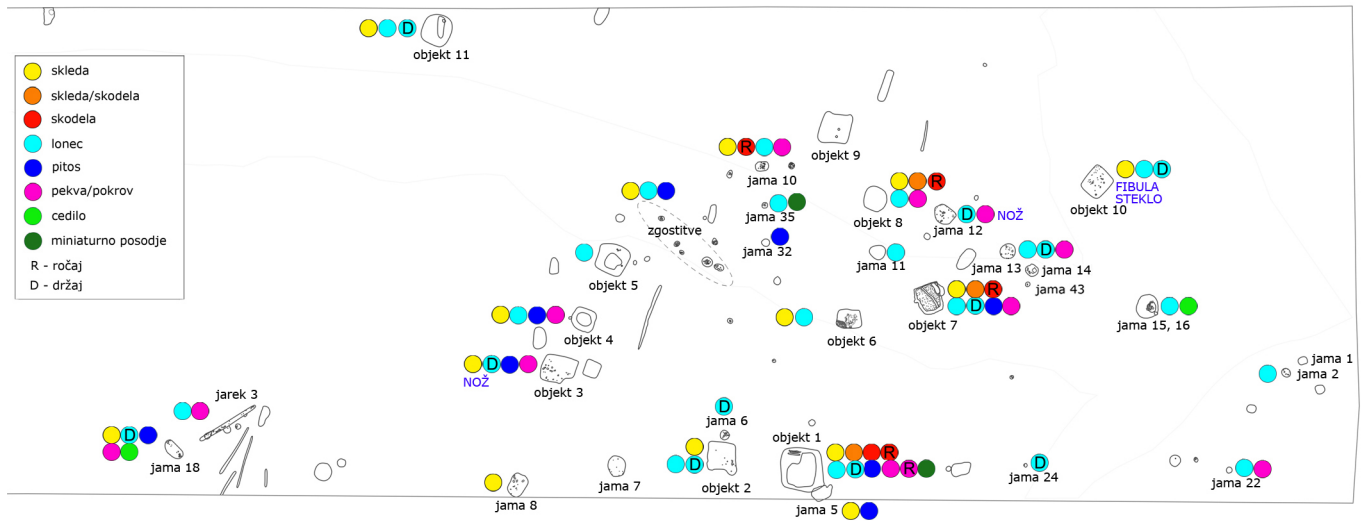 D
objekt 11
skleda
skleda/skodela
skodela
lonec
pitos
pekva/pokrov
cedilo
miniaturno posodje
R - ročaj
D - držaj
R
jama 10
objekt 9
R
objekt 8
D
FIBULA
STEKLO
objekt 10
jama 35
D
NOŽ
jama 12
zgostitve
jama 32
jama 11
D
jama 13
jama 14
jama 43
objekt 5
R
D
objekt 7
jama 15, 16
objekt 4
objekt 6
D
NOŽ
objekt 3
jama 1
jama 2
jarek 3
D
jama 18
D
jama 6
D
objekt 2
objekt 1
R
D
R
jama 7
jama 8
jama 5
D
jama 24
jama 22